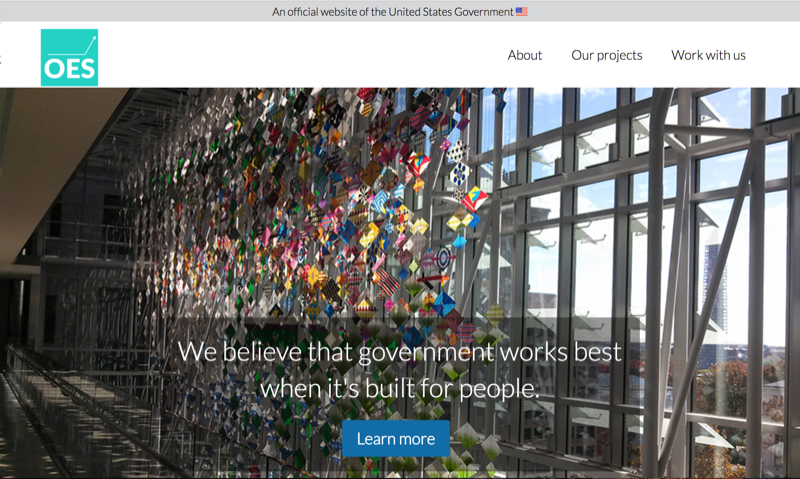 An official website of the United States Government 🇺🇸
OES
About Our projects Work with us
We believe that government works best
when it's built for people.
Learn more